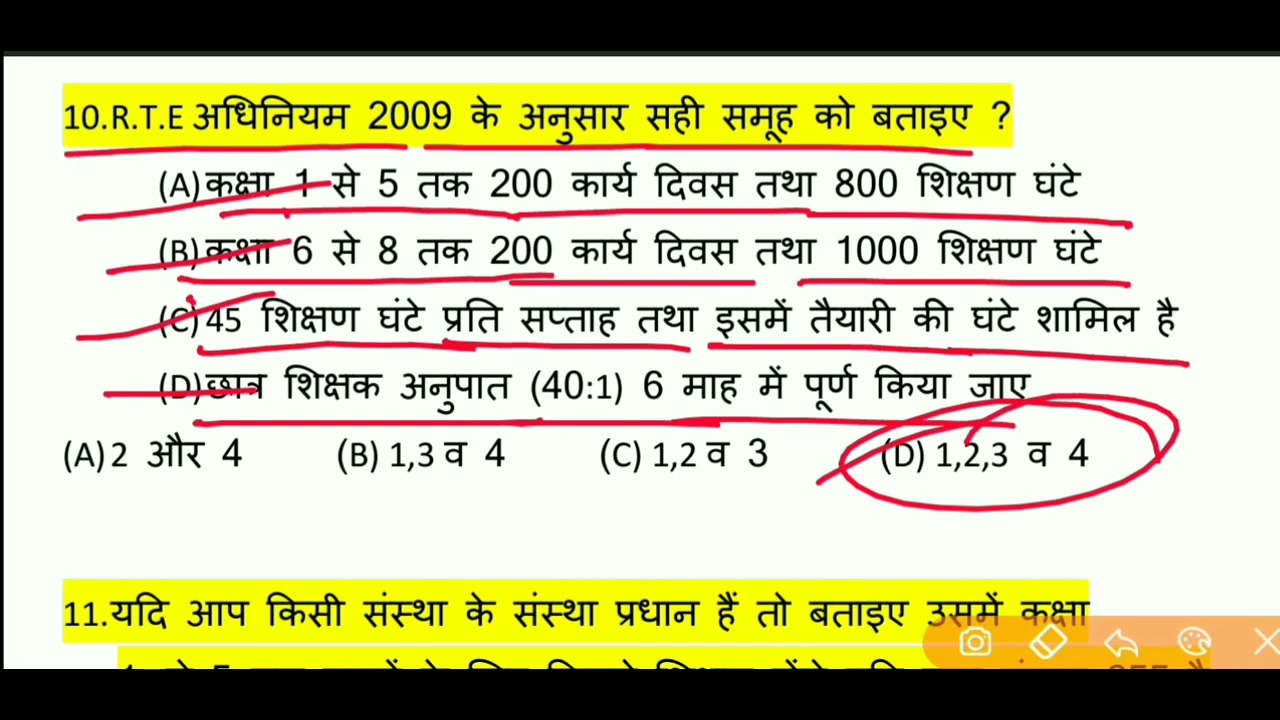 10.R.T.E अधिनियम 2009 के अनुसार सही समूह को बताइए ?
(A) कक्षा 1 से 5 तक 200 कार्य दिवस तथा 800 शिक्षण घंटे
(B) कक्षा 6 से 8 तक 200 कार्य दिवस तथा 1000 शिक्षण घंटे
(C) 45 शिक्षण घंटे प्रति सप्ताह तथा इसमें तैयारी की घंटे शामिल है
(D) छात्र शिक्षक अनुपात (40:1) 6 माह में पूर्ण किया जाए
(A) 2 और 4 (B) 1,3 व 4 (C) 1,2 व 3 (D) 1,2,3 व 4
11.यदि आप किसी संस्था के संस्था प्रधान हैं तो बताइए उसमें कक्षा